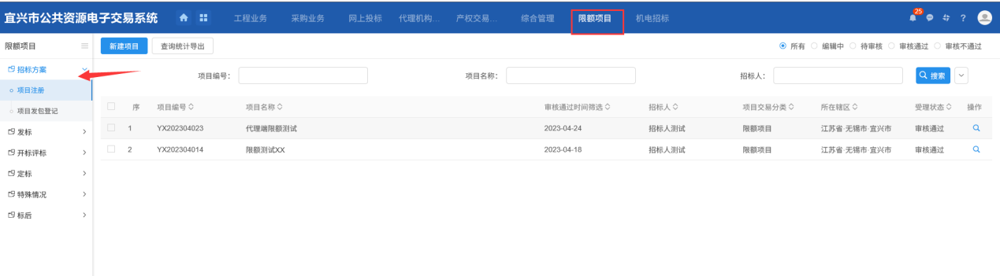 宜兴市公共资源电子交易系统 工程业务 采购业务 网上投标 代理机构... 产权交易... 综合管理 限额项目 机电招标 25 ?
限额项目 新建项目 查询统计导出 所有 编辑中 待审核 审核通过 审核不通过
招标方案
项目编号： 项目名称： 招标人： 搜索
项目注册
项目发包登记
序 项目编号 项目名称 审核通过时间筛选 招标人 项目交易分类 所在辖区 受理状态 操作
发标
1 YX202304023 代理端限额测试 2023-04-24 招标人测试 限额项目 江苏省·无锡市·宜兴市 审核通过
开标评标
2 YX202304014 限额测试XX 2023-04-18 招标人测试 限额项目 江苏省·无锡市·宜兴市 审核通过
定标
特殊情况
标后